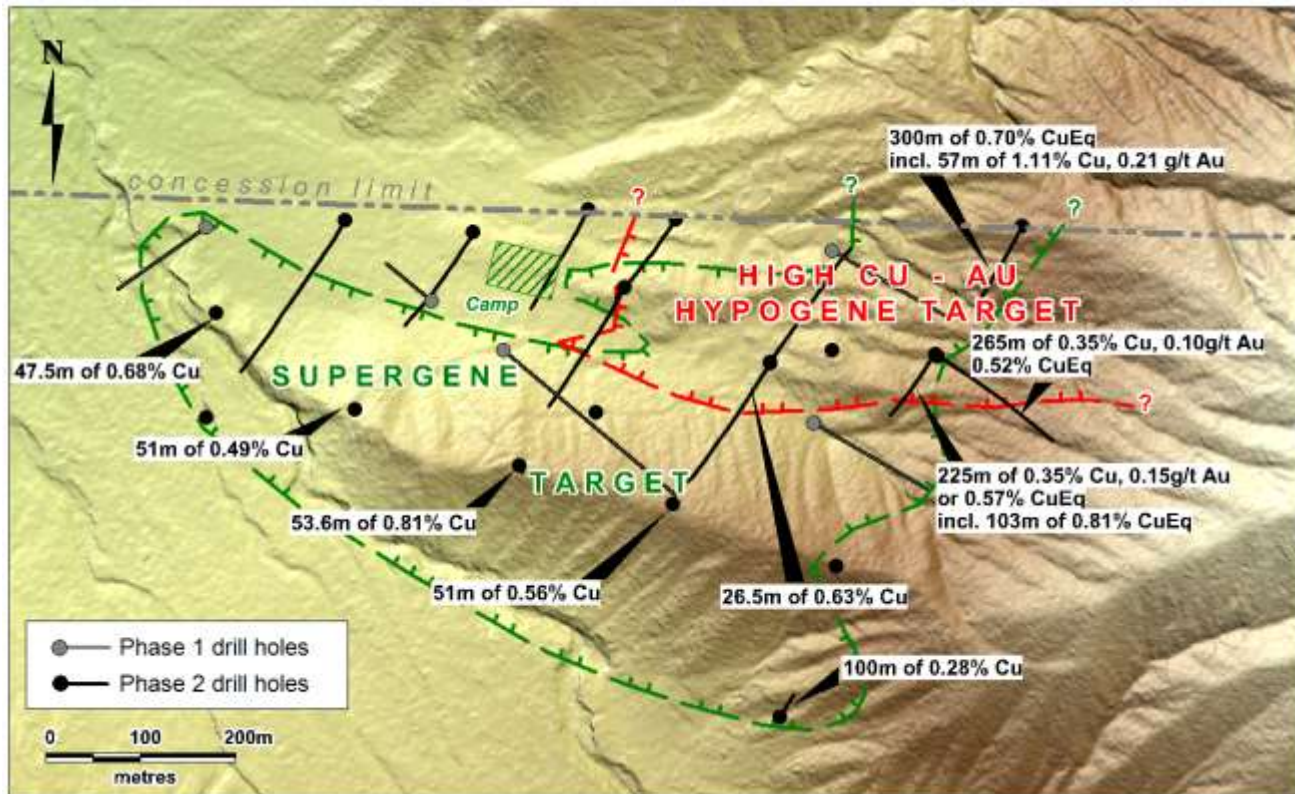 N
300m of 0.70% CuEq
incl. 57m of 1.11% Cu, 0.21 g/t Au
concession limit
?
?
?
HIGH CU - AU
HYPOGENE TARGET
Camp
265m of 0.35% Cu, 0.10g/t Au
0.52% CuEq
47.5m of 0.68% Cu
SUPERGENE
?
51m of 0.49% Cu
TARGET
225m of 0.35% Cu, 0.15g/t Au
or 0.57% CuEq
incl. 103m of 0.81% CuEq
53.6m of 0.81% Cu
51m of 0.56% Cu
26.5m of 0.63% Cu
100m of 0.28% Cu
Phase 1 drill holes
Phase 2 drill holes
0 100 200m
metres